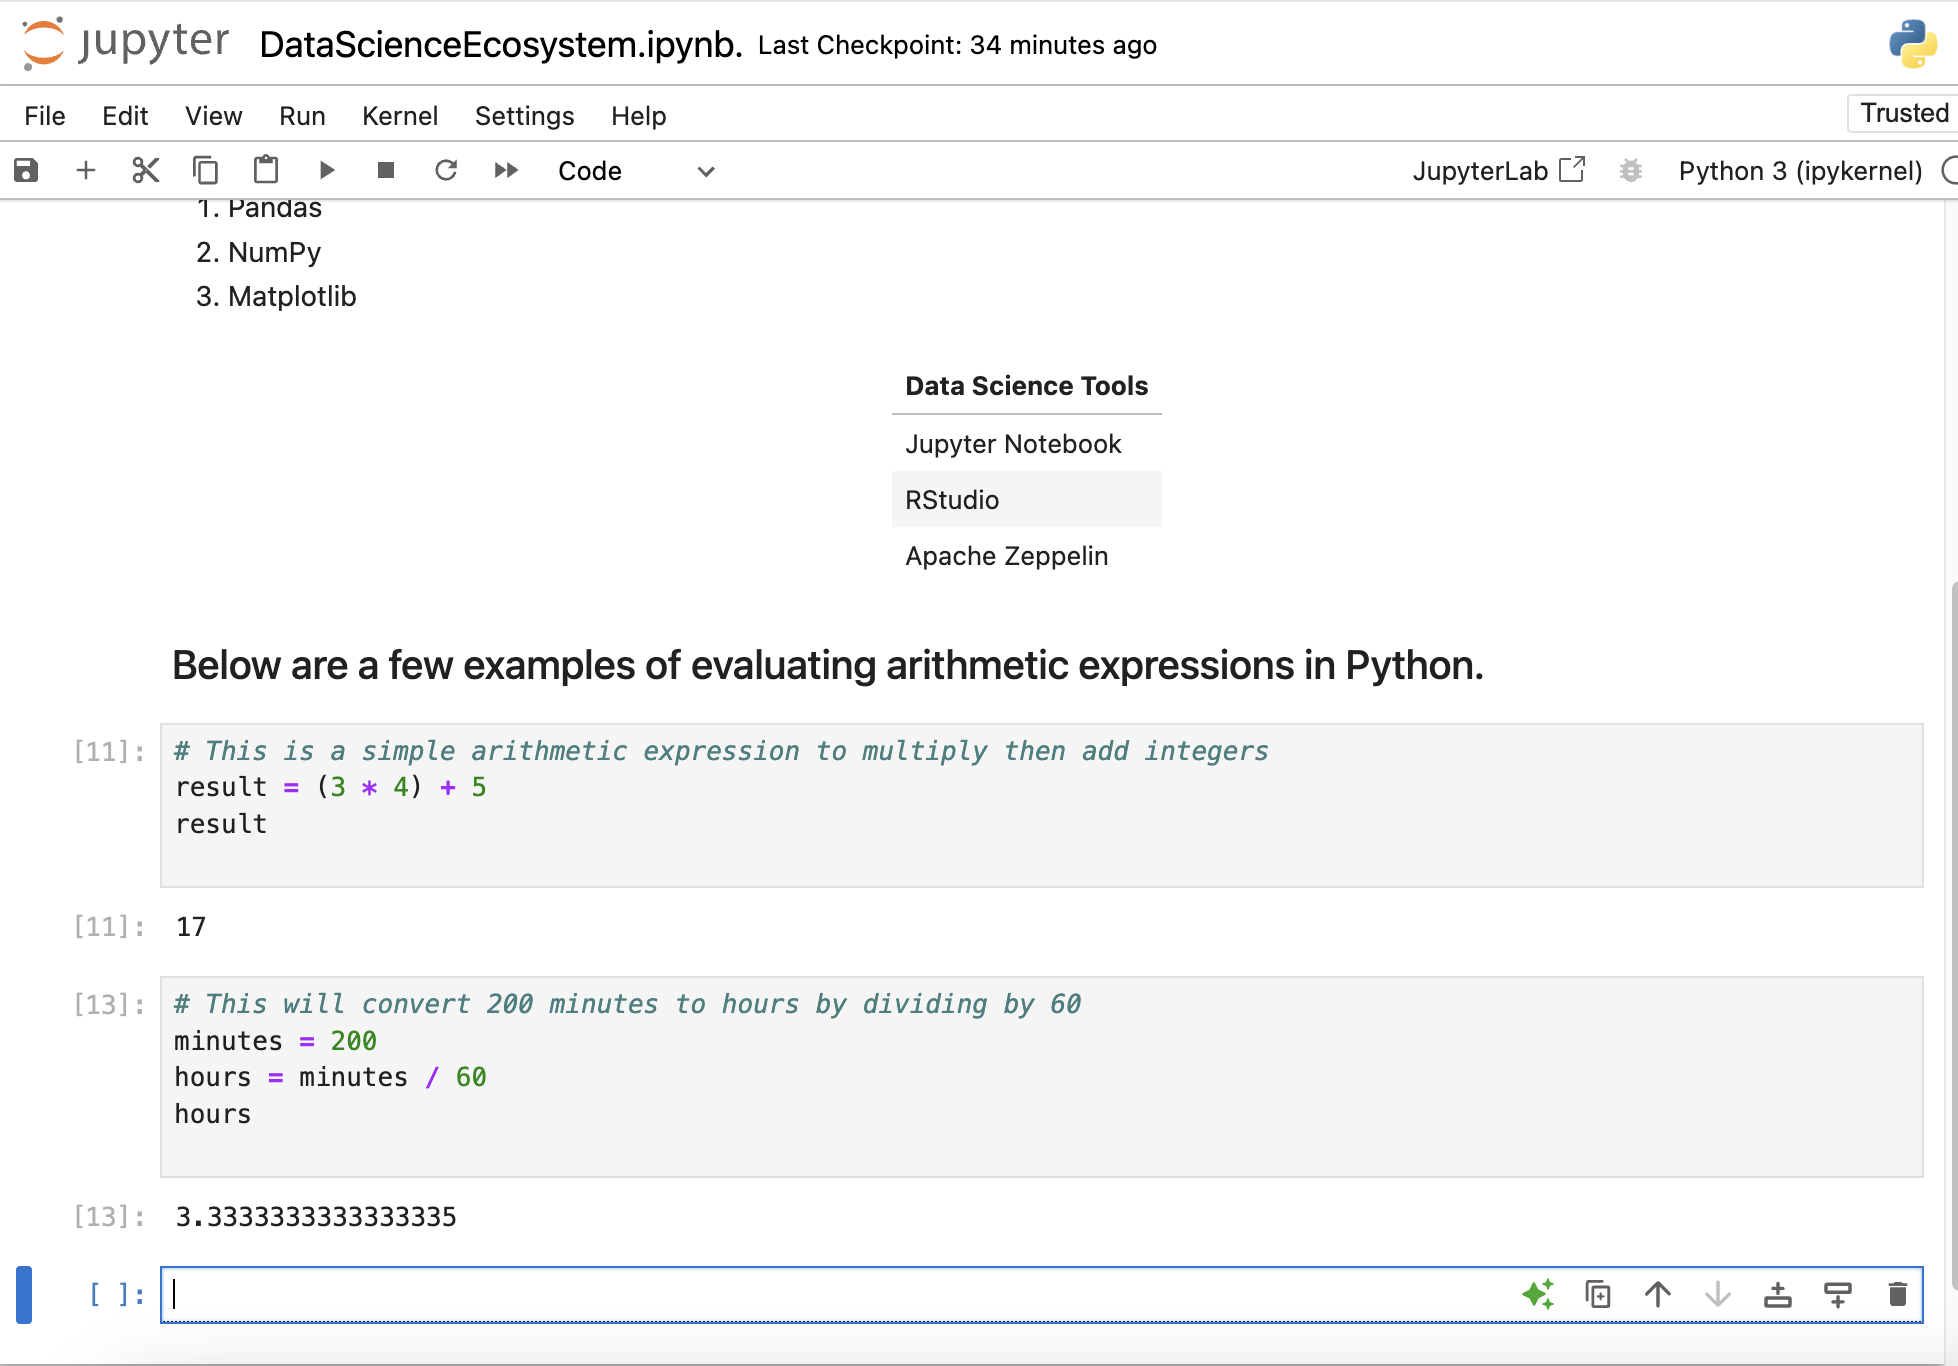 jupyter DataScienceEcosystem.ipynb. Last Checkpoint: 34 minutes ago
File Edit View Run Kernel Settings Help Trusted
Code JupyterLab Python 3 (ipykernel)
1. Pandas
2. NumPy
3. Matplotlib
Data Science Tools
Jupyter Notebook
RStudio
Apache Zeppelin
Below are a few examples of evaluating arithmetic expressions in Python.
[11]: # This is a simple arithmetic expression to multiply then add integers
result = (3 * 4) + 5
result
[11]: 17
[13]: # This will convert 200 minutes to hours by dividing by 60
minutes = 200
hours = minutes / 60
hours
[13]: 3.3333333333333335
[ ]: